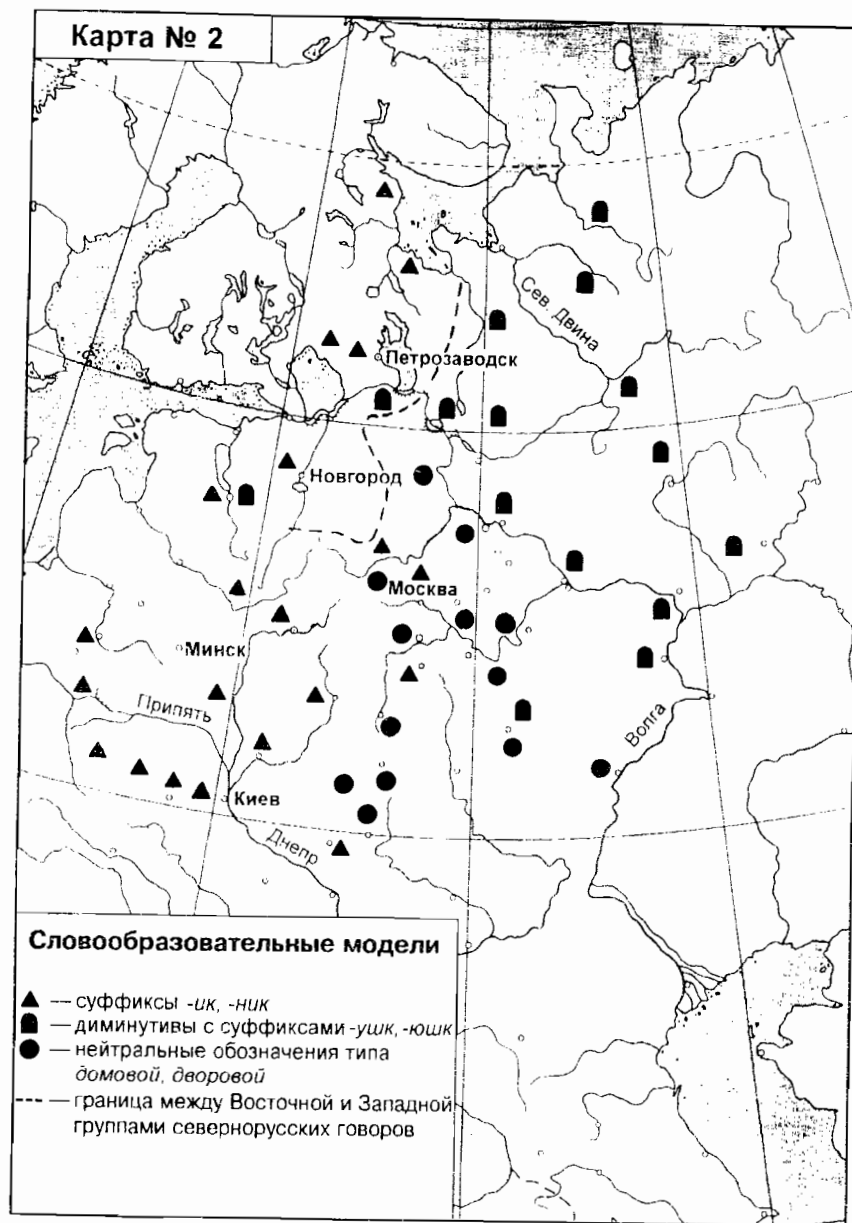 Карта № 2
Сев. Двина
Петрозаводск
Новгород
Москва
Минск
Припять
Волга
Киев
Днепр
Словообразовательные модели
— суффиксы -ик, -ник
— диминутивы с суффиксами -ушк, -юшк
— нейтральные обозначения типа
домовой, дворовой
— граница между Восточной и Западной
группами севернорусских говоров